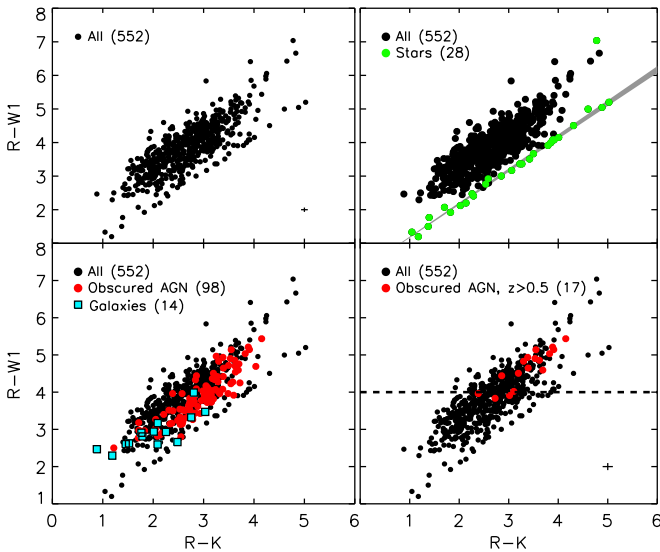 8
7
6
5
4
3
2
R-W1
All (552)
All (552)
Stars (28)
8
7
6
5
4
3
2
1
R-W1
All (552)
Obscured AGN (98)
Galaxies (14)
All (552)
Obscured AGN, z>0.5 (17)
0 1 2 3 4 5 6
1 2 3 4 5 6
R-K
R-K